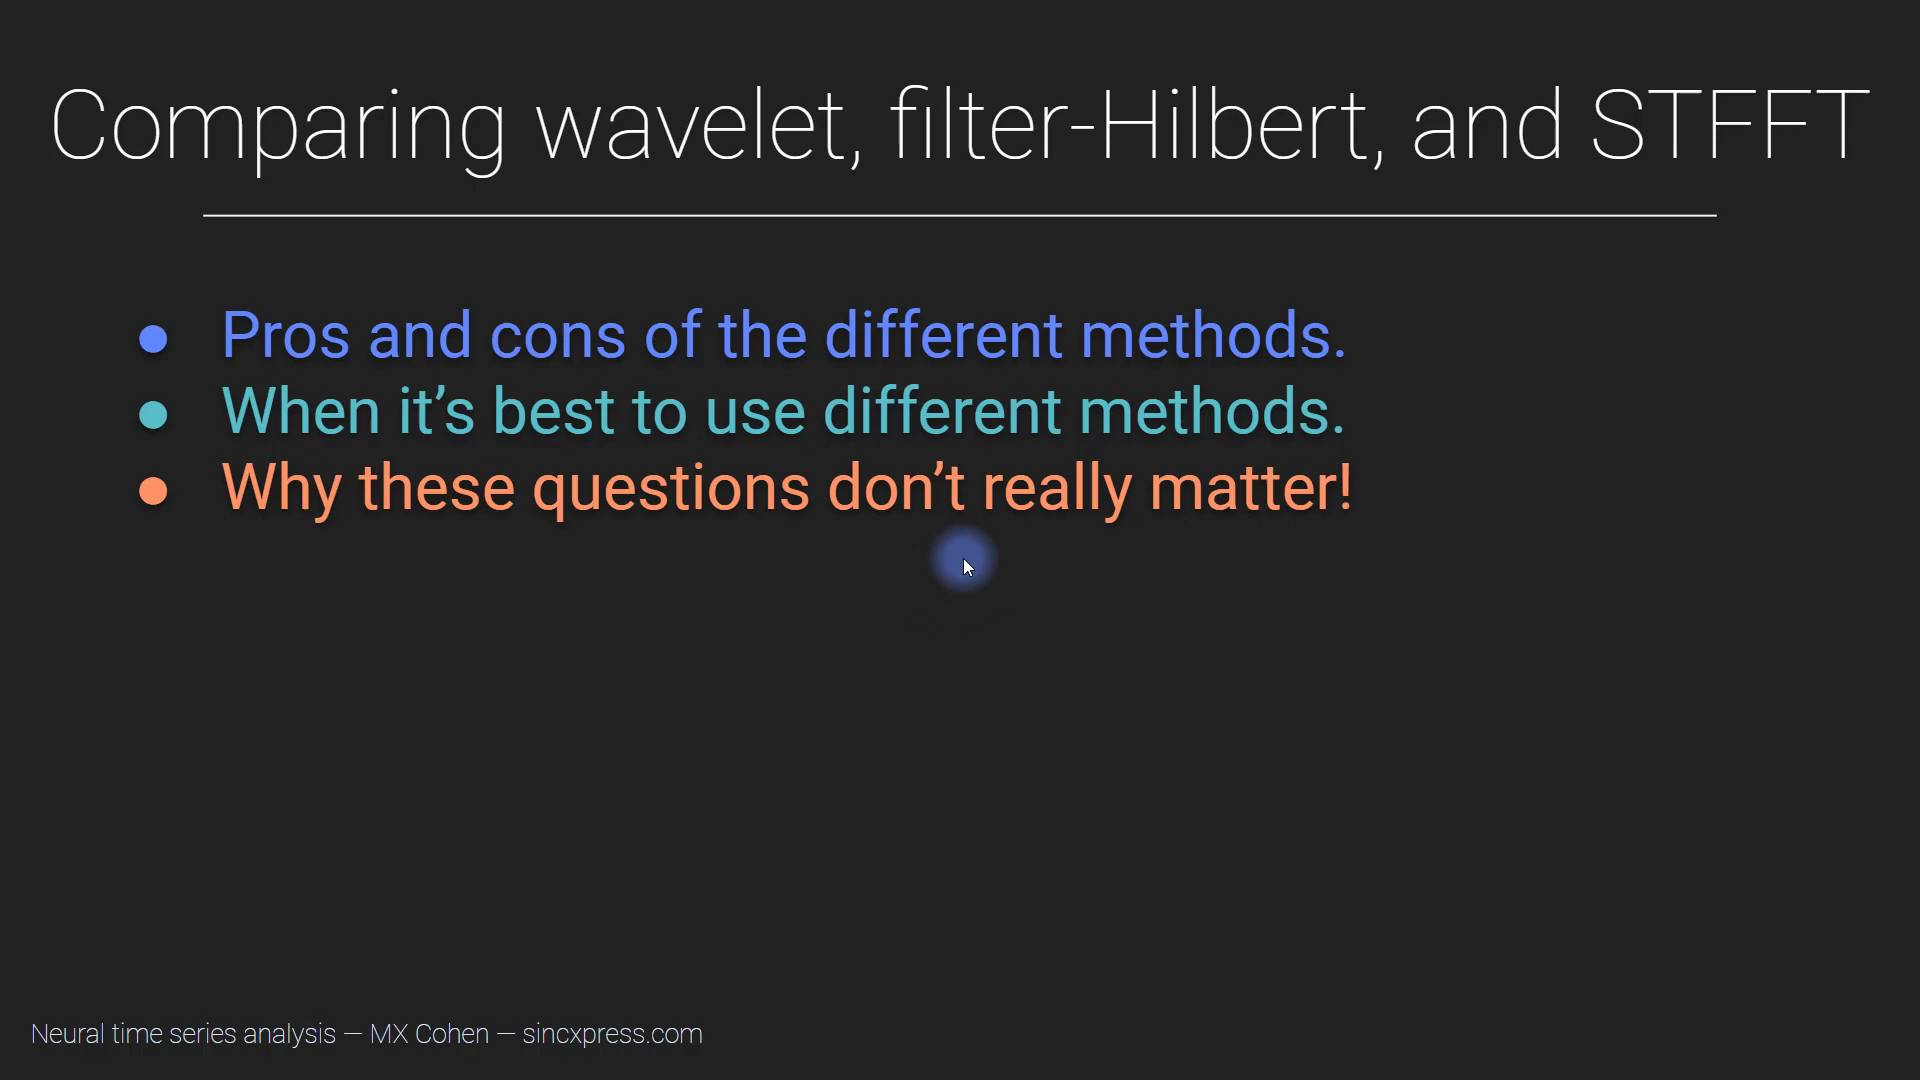 Comparing wavelet, filter-Hilbert, and STFFT
● Pros and cons of the different methods.
● When it’s best to use different methods.
● Why these questions don’t really matter!
Neural time series analysis — MX Cohen — sincxpress.com